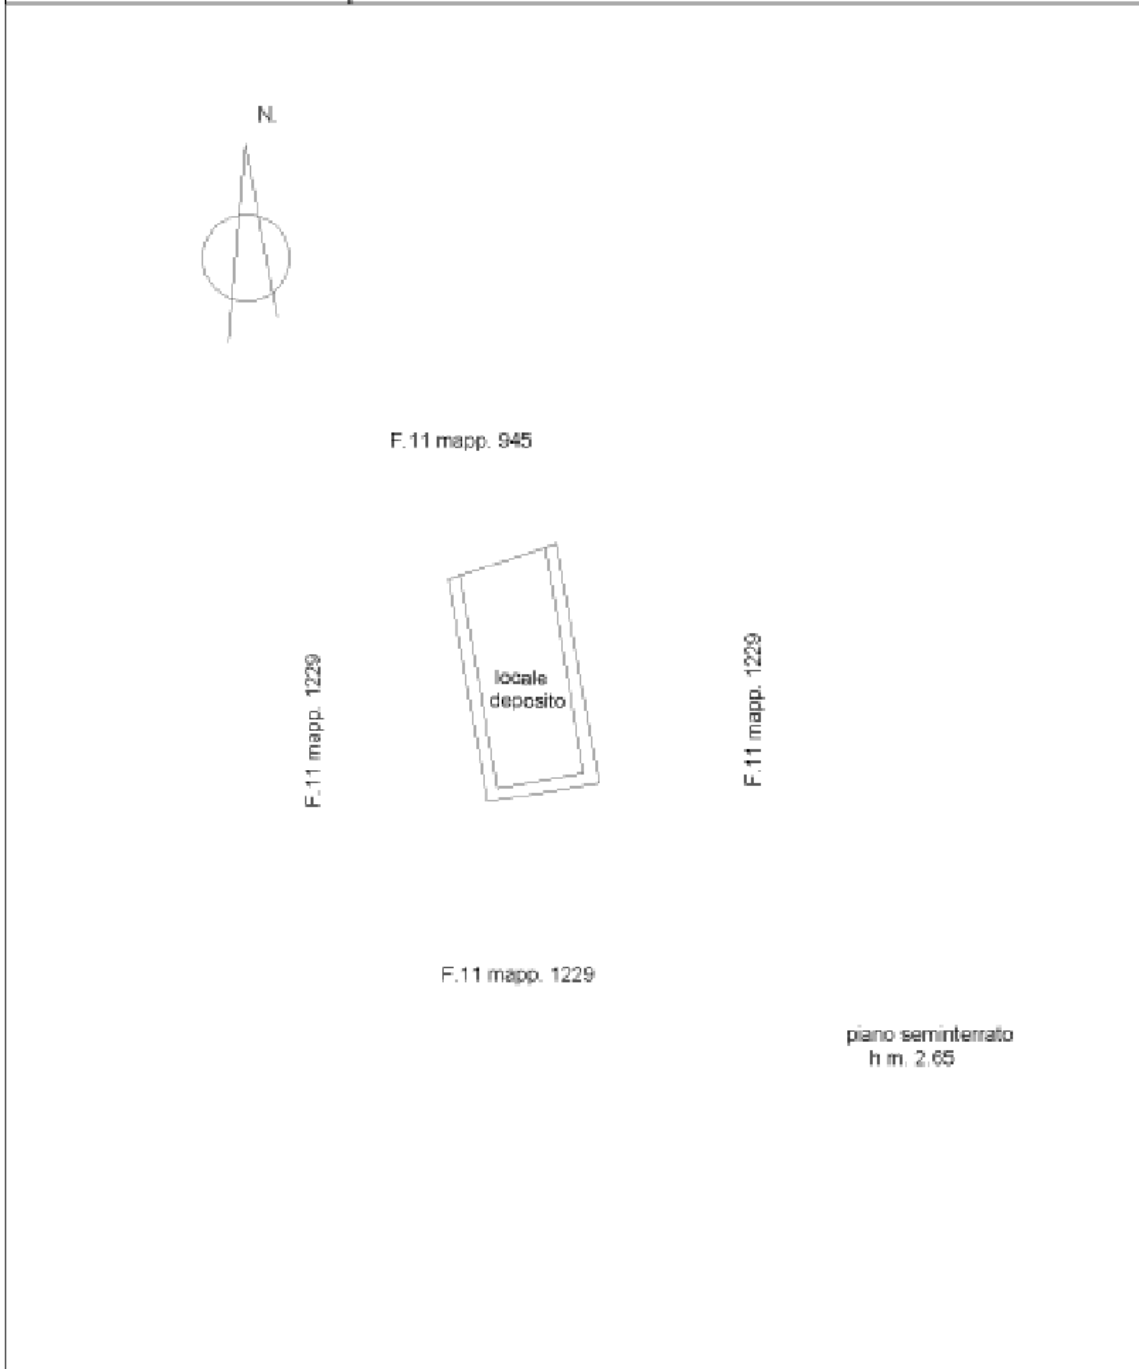 N.
F.11 mapp. 945
F.11 mapp. 1229
locale
deposito
F.11 mapp. 1229
F.11 mapp. 1229
piano seminterrato
h m. 2.65